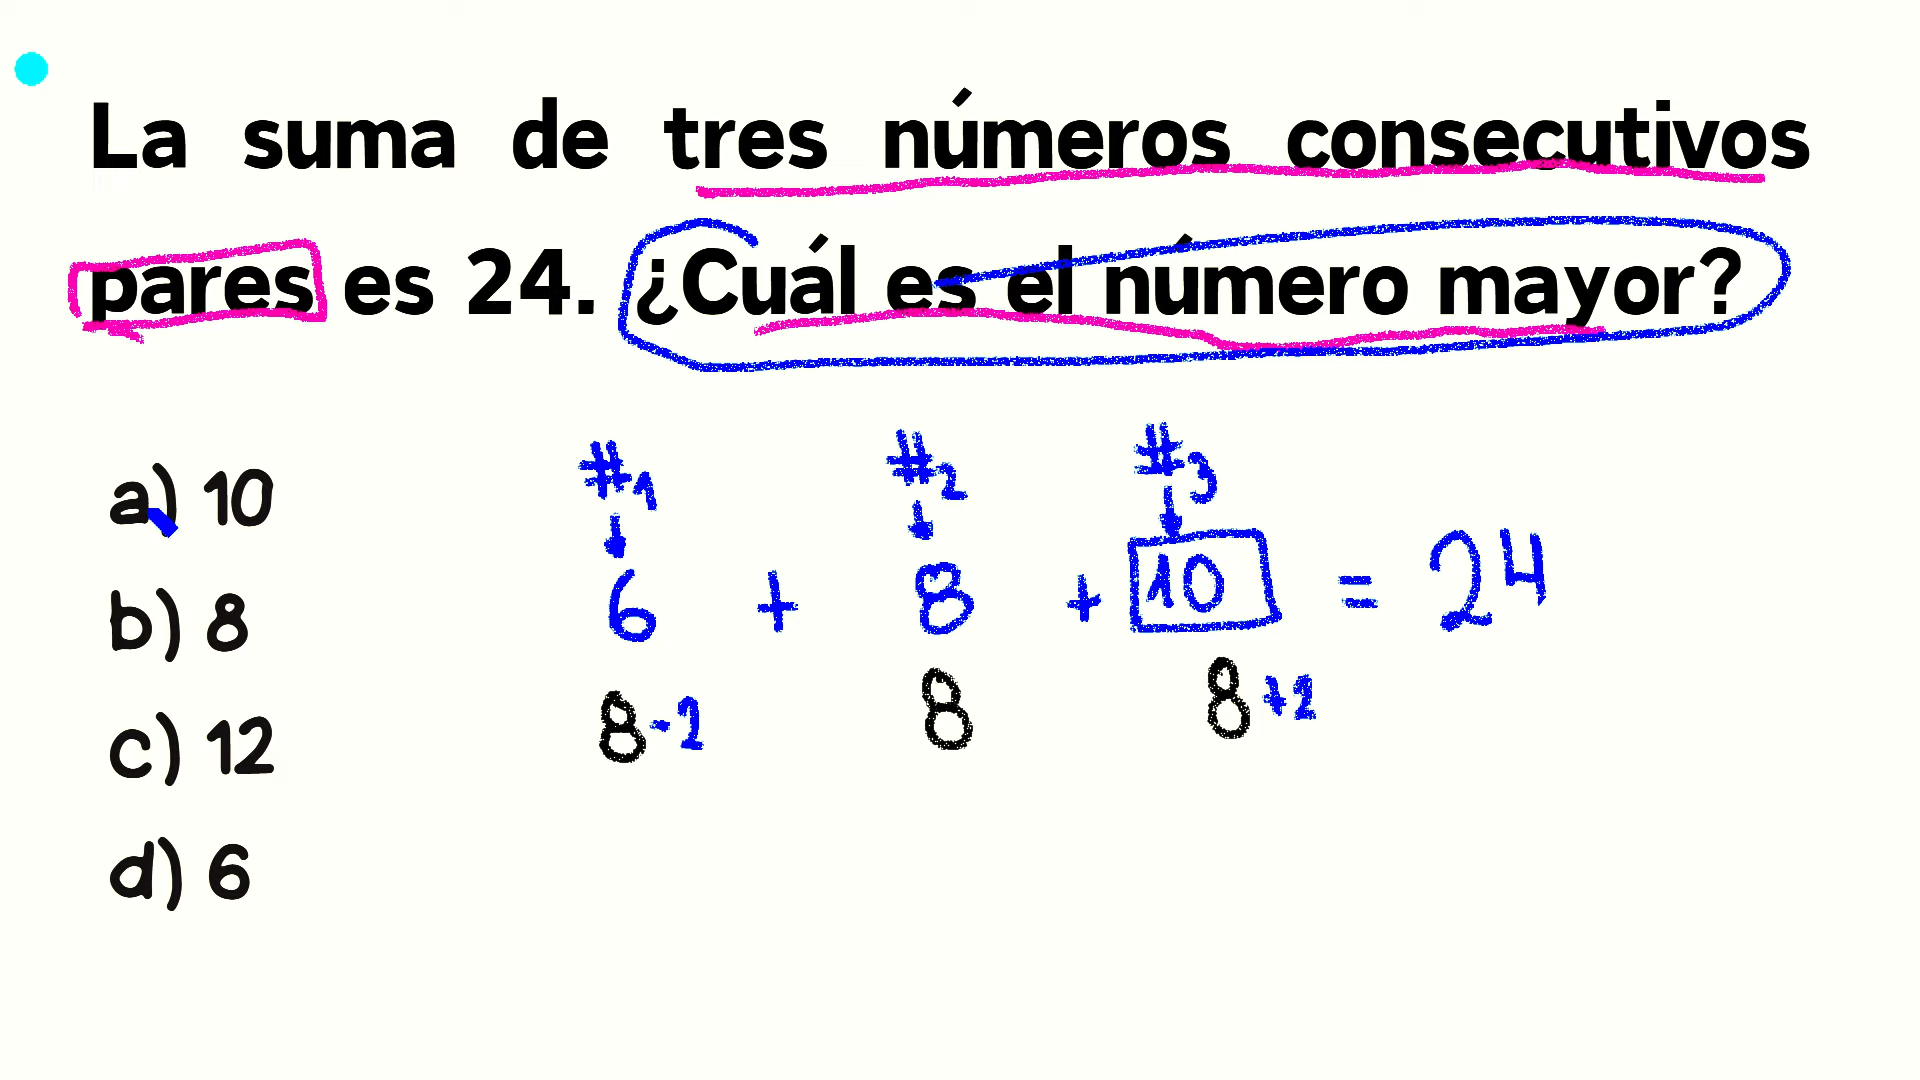 La suma de tres números consecutivos
pares es 24. ¿Cuál es el número mayor?
#1 #2 #3
a) 10
6 + 8 + 10 = 24
b) 8
8-2 8 8+2
c) 12
d) 6